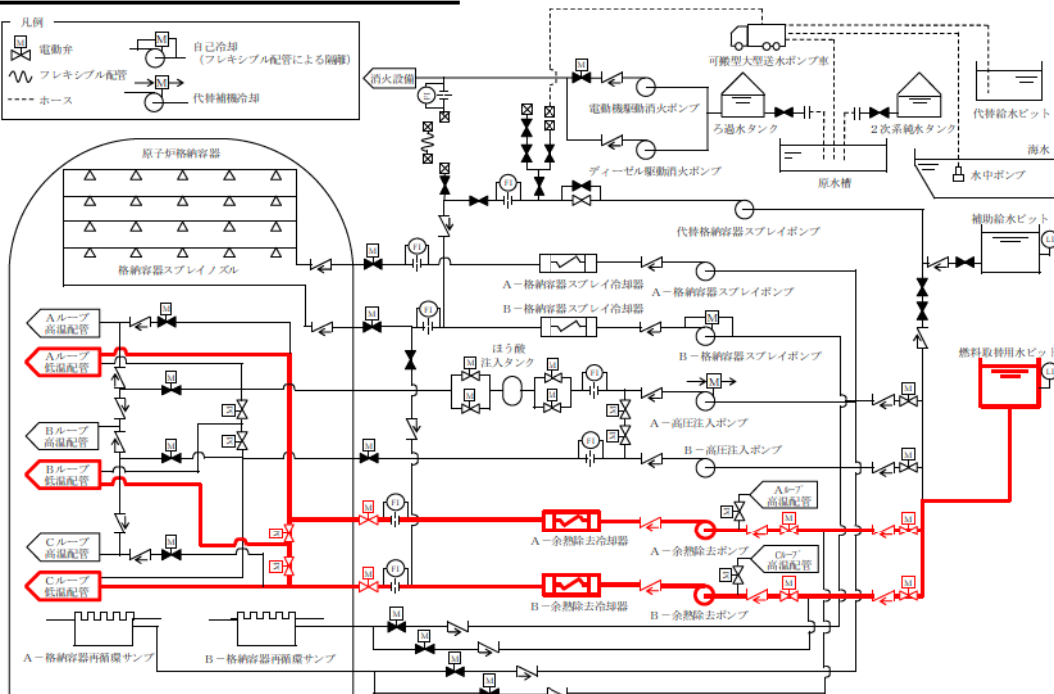 凡例
M
電動弁
フレキシブル配管
ホース
M
自己冷却
(フレキシブル配管による隔離)
M
代替補機冷却
可搬型大型送水ポンプ車
消火設備
M
FI
電動機駆動消火ポンプ
ディーゼル駆動消火ポンプ
ろ過水タンク
2次系純水タンク
代替給水ピット
原水槽
海水
水中ポンプ
原子炉格納容器
FI
代替格納容器スプレイポンプ
補助給水ピット
格納容器スプレイノズル
M
FI
A-格納容器スプレイ冷却器
A-格納容器スプレイポンプ
B-格納容器スプレイ冷却器
M
FI
M
B-格納容器スプレイポンプ
Aループ
高温配管
M
Aループ
低温配管
ほう酸
注入タンク
燃料取替用水ピット
M
M
M
FI
M
A-高圧注入ポンプ
M
M
M
M
M
M
Bループ
高温配管
M
M
FI
B-高圧注入ポンプ
M
Bループ
低温配管
M
FI
A-余熱除去冷却器
A-余熱除去ポンプ
Aループ
高温配管
M
M
M
Cループ
高温配管
M
M
M
Cループ
低温配管
M
FI
B-余熱除去冷却器
B-余熱除去ポンプ
Cループ
高温配管
M
M
M
A-格納容器再循環サンプ
B-格納容器再循環サンプ
M
M
M
M